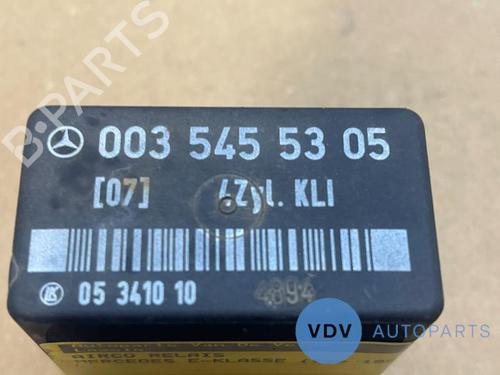 003 545 53 05
[07] 4Zyl. KLI
05 3410 10 4894
AIRCO RELAIS
MERCEDES E-KLASSE
B-PARTS
VDV AUTOPARTS